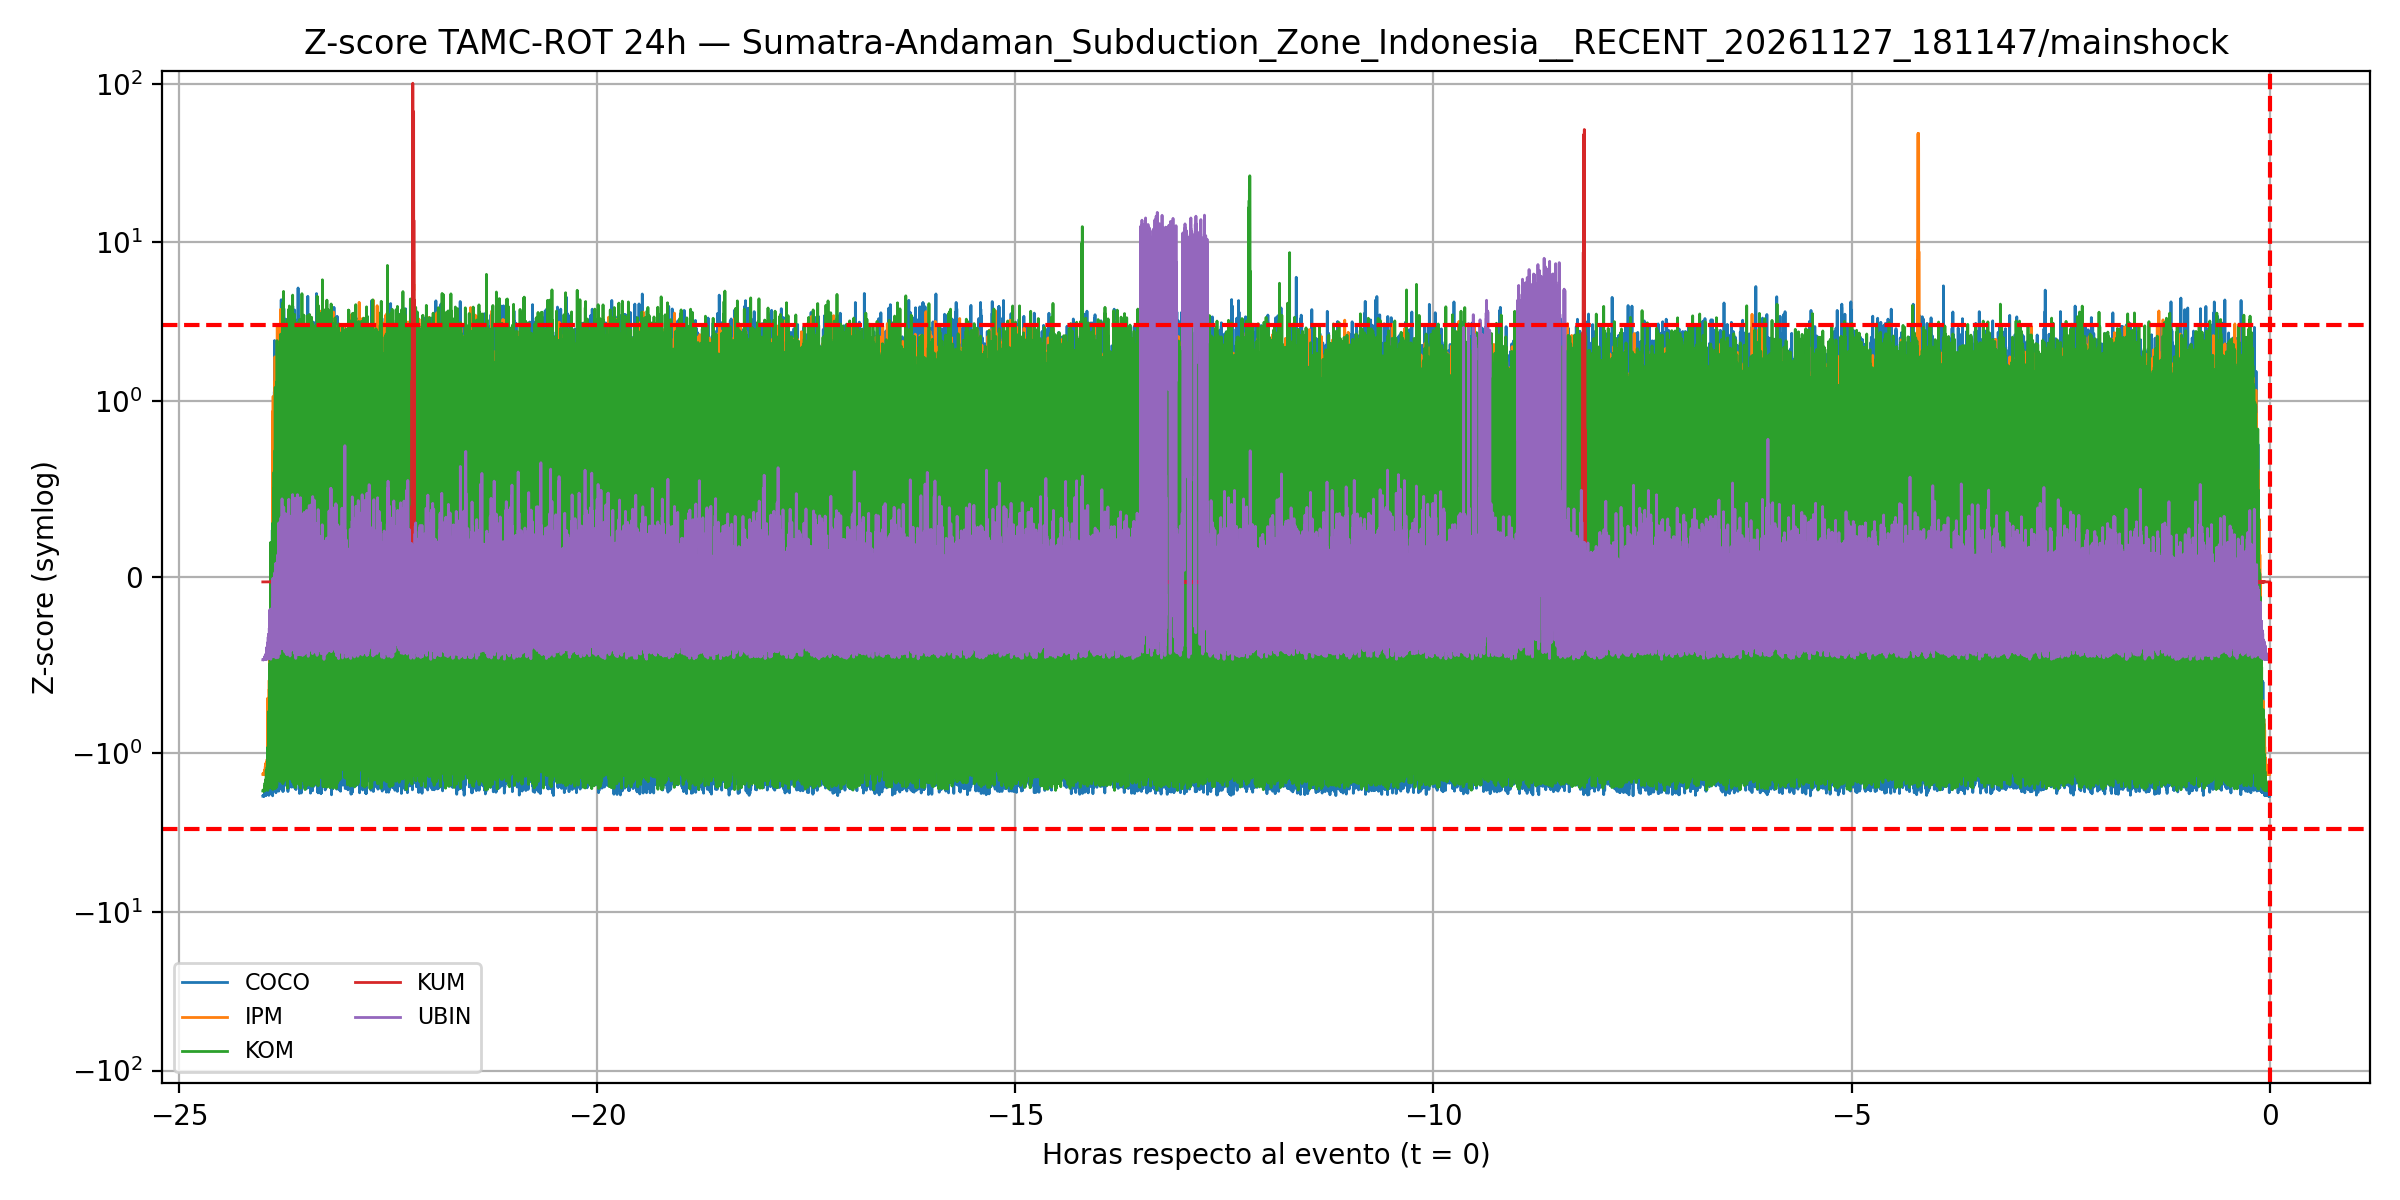 Z-score TAMC-ROT 24h — Sumatra-Andaman_Subduction_Zone_Indonesia__RECENT_20261127_181147/mainshock
Z-score (symlog)
10²
10¹
10⁰
0
−10⁰
−10¹
−10²
COCO
IPM
KOM
KUM
UBIN
−25
−20
−15
−10
−5
0
Horas respecto al evento (t = 0)